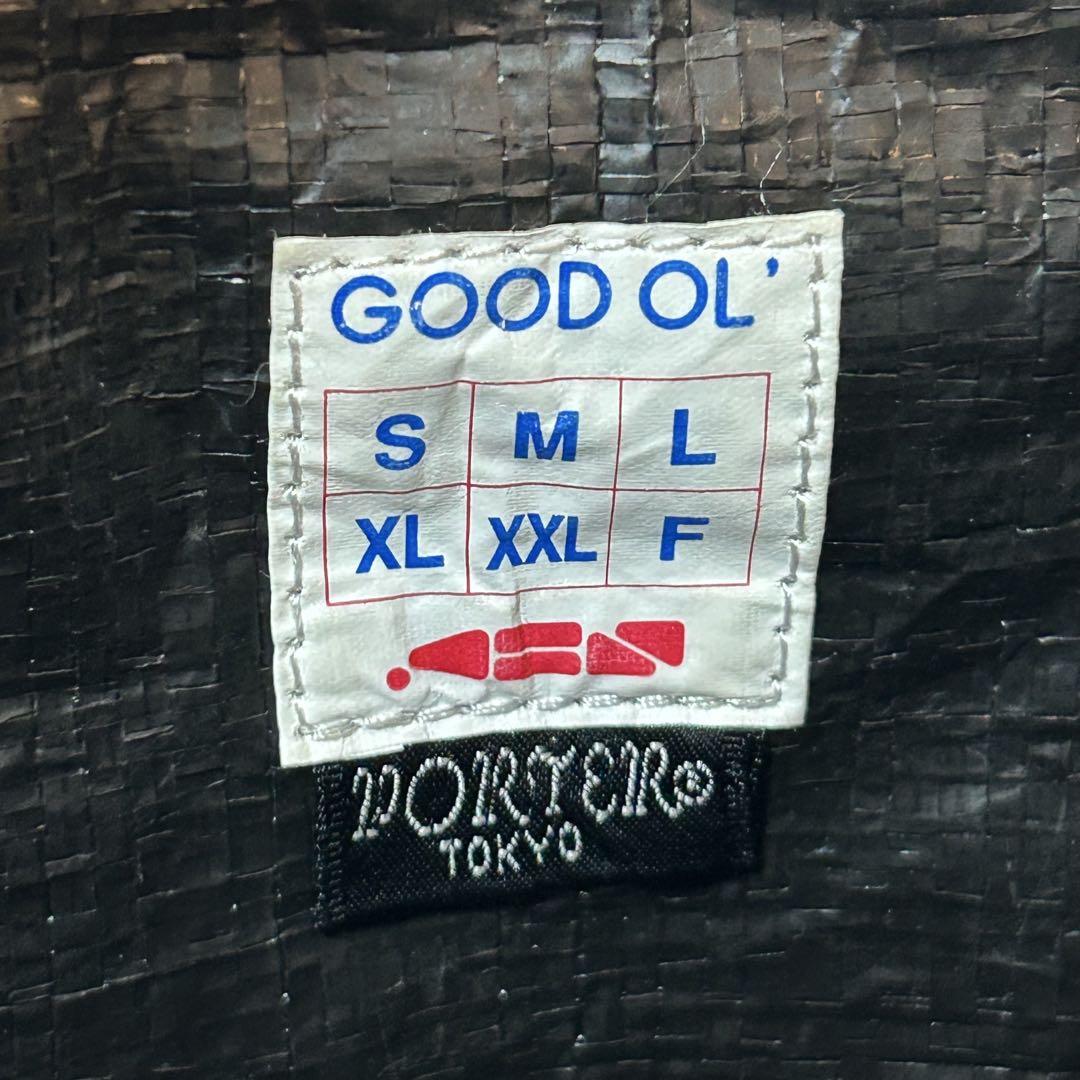 GOOD OL'
S M L
XL XXL F
PORTER®
TOKYO